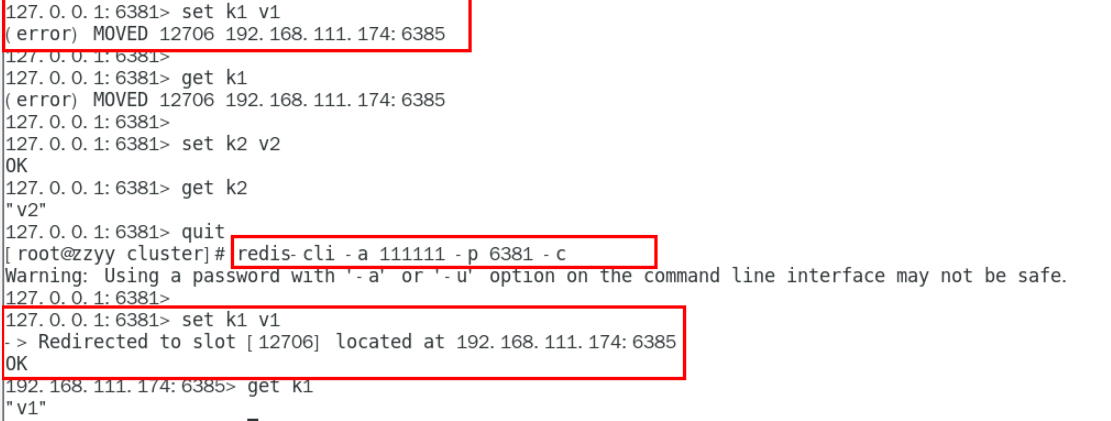 127.0.0.1:6381> set k1 v1
(error) MOVED 12706 192.168.111.174:6385
127.0.0.1:6381>
127.0.0.1:6381> get k1
(error) MOVED 12706 192.168.111.174:6385
127.0.0.1:6381>
127.0.0.1:6381> set k2 v2
OK
127.0.0.1:6381> get k2
"v2"
127.0.0.1:6381> quit
[root@zzyy cluster]# redis-cli -a 111111 -p 6381 -c
Warning: Using a password with '-a' or '-u' option on the command line interface may not be safe.
127.0.0.1:6381>
127.0.0.1:6381> set k1 v1
-> Redirected to slot [12706] located at 192.168.111.174:6385
OK
192.168.111.174:6385> get k1
"v1"